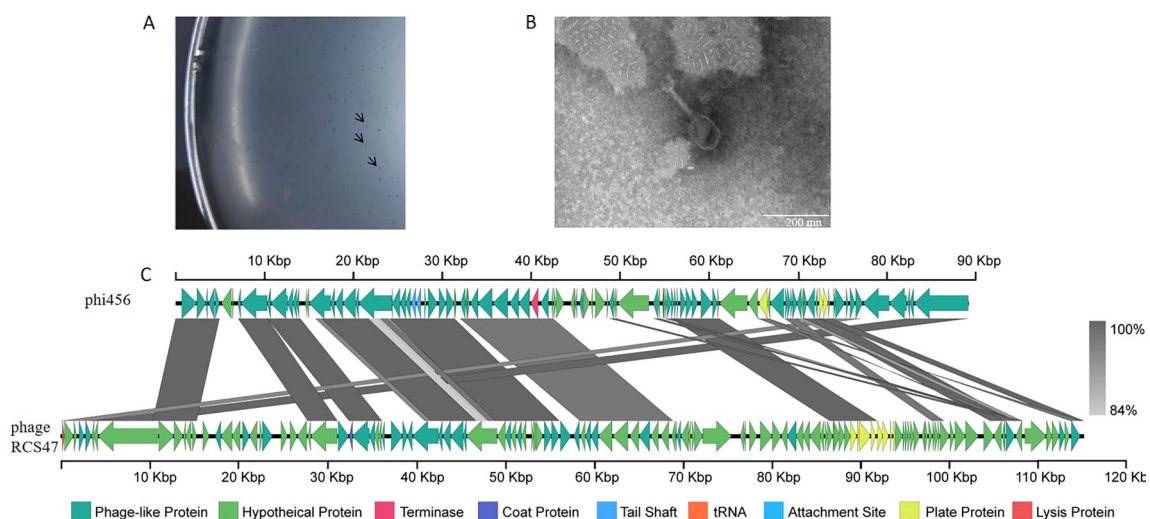 A
B
200 mn
C
10 Kbp 20 Kbp 30 Kbp 40 Kbp 50 Kbp 60 Kbp 70 Kbp 80 Kbp 90 Kbp
phi456
100%
84%
phage
RCS47
10 Kbp 20 Kbp 30 Kbp 40 Kbp 50 Kbp 60 Kbp 70 Kbp 80 Kbp 90 Kbp 100 Kbp 110 Kbp 120 Kb
Phage-like Protein Hypotheical Protein Terminase Coat Protein Tail Shaft tRNA Attachment Site Plate Protein Lysis Protein